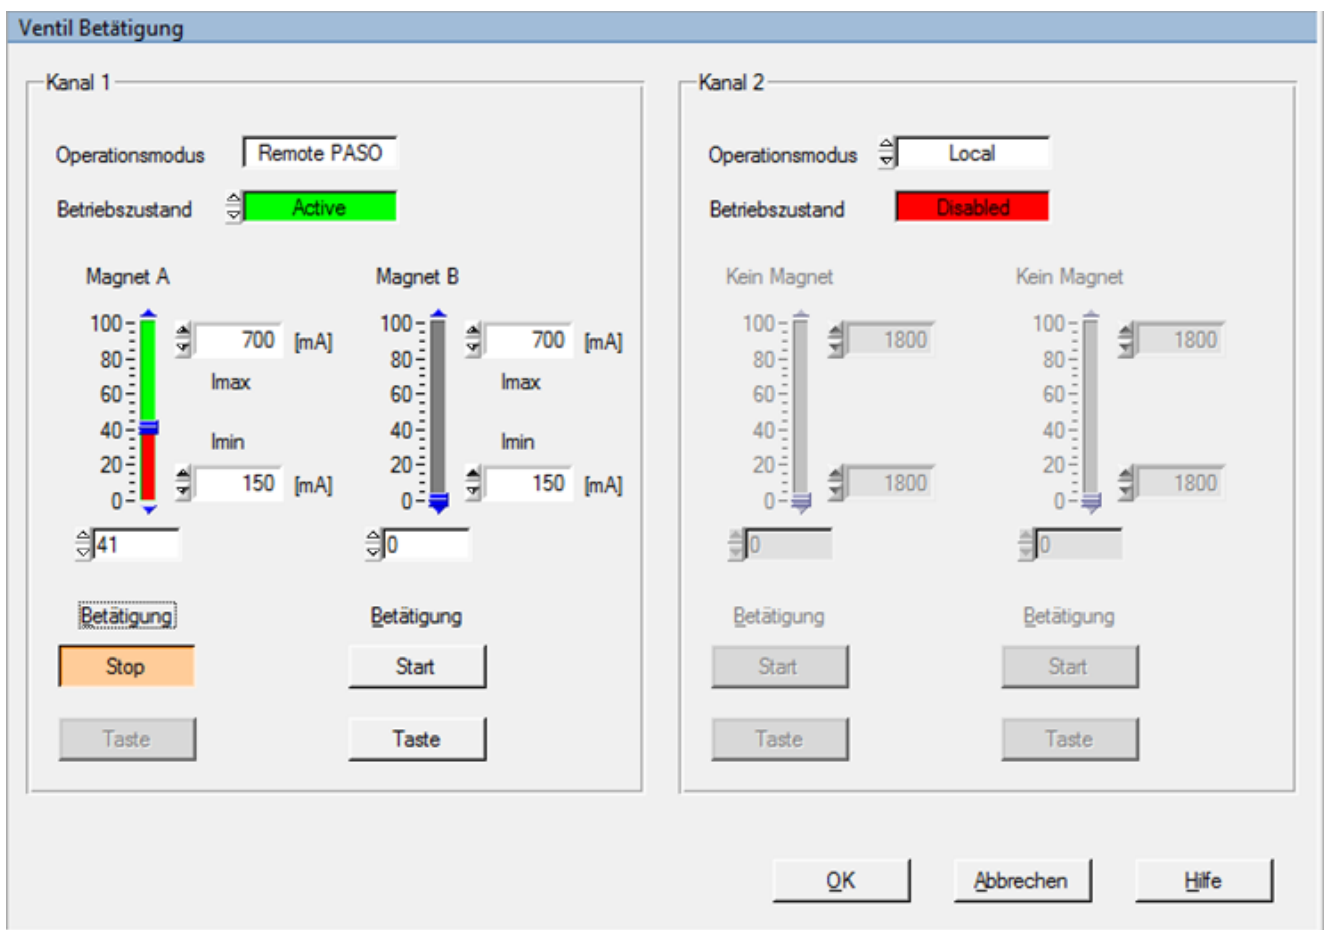 Ventil Betätigung
Kanal 1
Operationsmodus Remote PASO
Betriebszustand Active
Magnet A Magnet B
100 700 [mA] 100 700 [mA]
80 80
Imax Imax
60 60
40 40
Imin Imin
20 20
150 [mA] 150 [mA]
0 0
41 0
Betätigung Betätigung
Stop Start
Taste Taste
Kanal 2
Operationsmodus Local
Betriebszustand Disabled
Kein Magnet Kein Magnet
100 1800 100 1800
80 80
60 60
40 40
20 20
1800 1800
0 0
0 0
Betätigung Betätigung
Start Start
Taste Taste
OK Abbrechen Hilfe